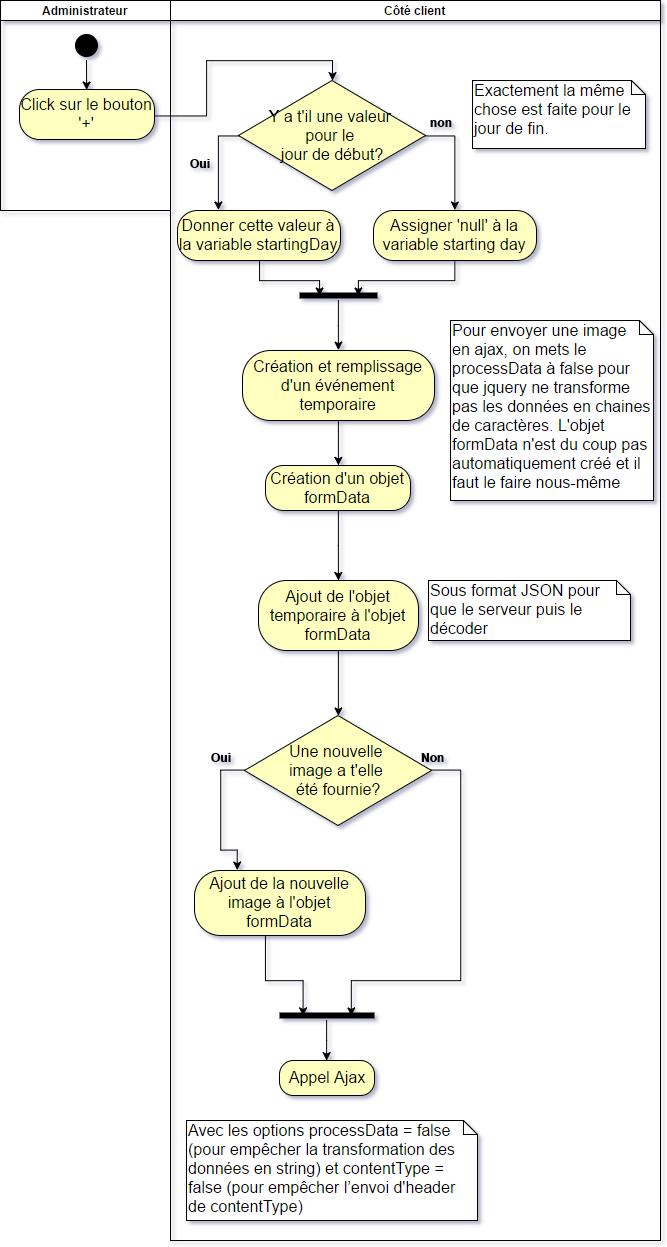 Administrateur
Côté client
Click sur le bouton
'+'
Y a t'il une valeur
pour le
jour de début?
non
Oui
Exactement la même
chose est faite pour le
jour de fin.
Donner cette valeur à
la variable startingDay
Assigner 'null' à la
variable starting day
Création et remplissage
d'un événement
temporaire
Pour envoyer une image
en ajax, on mets le
processData à false pour
que jquery ne transforme
pas les données en chaines
de caractères. L'objet
formData n'est du coup pas
automatiquement créé et il
faut le faire nous-même
Création d'un objet
formData
Ajout de l'objet
temporaire à l'objet
formData
Sous format JSON pour
que le serveur puis le
décoder
Une nouvelle
image a t'elle
été fournie?
Oui
Non
Ajout de la nouvelle
image à l'objet
formData
Appel Ajax
Avec les options processData = false
(pour empêcher la transformation des
données en string) et contentType =
false (pour empêcher l'envoi d'header
de contentType)